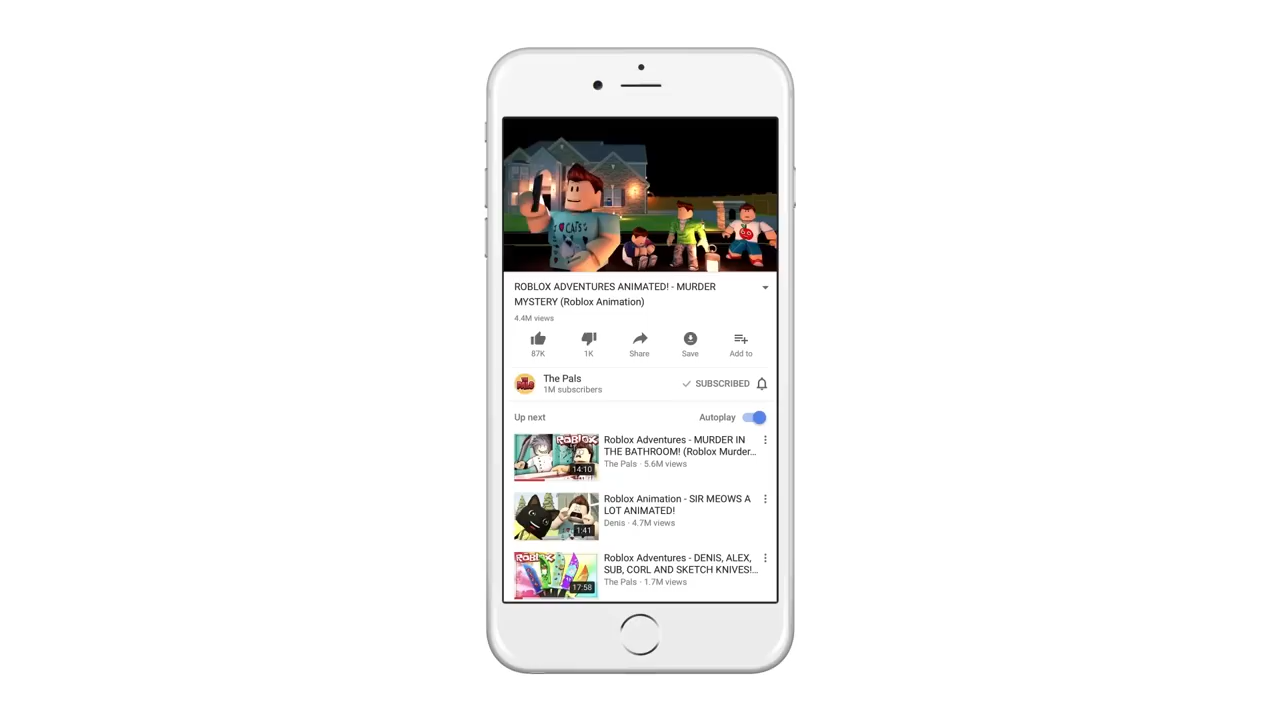 I ❤ CATS
ROBLOX ADVENTURES ANIMATED! - MURDER
MYSTERY (Roblox Animation)
4.4M views
87K
1K
Share
Save
Add to
The Pals
1M subscribers
SUBSCRIBED
Up next
Autoplay
ROBLOX
14:10
Roblox Adventures - MURDER IN
THE BATHROOM! (Roblox Murder...
The Pals · 5.6M views
1:41
Roblox Animation - SIR MEOWS A
LOT ANIMATED!
Denis · 4.7M views
ROBLOX
17:58
Roblox Adventures - DENIS, ALEX,
SUB, CORL AND SKETCH KNIVES!...
The Pals · 1.7M views